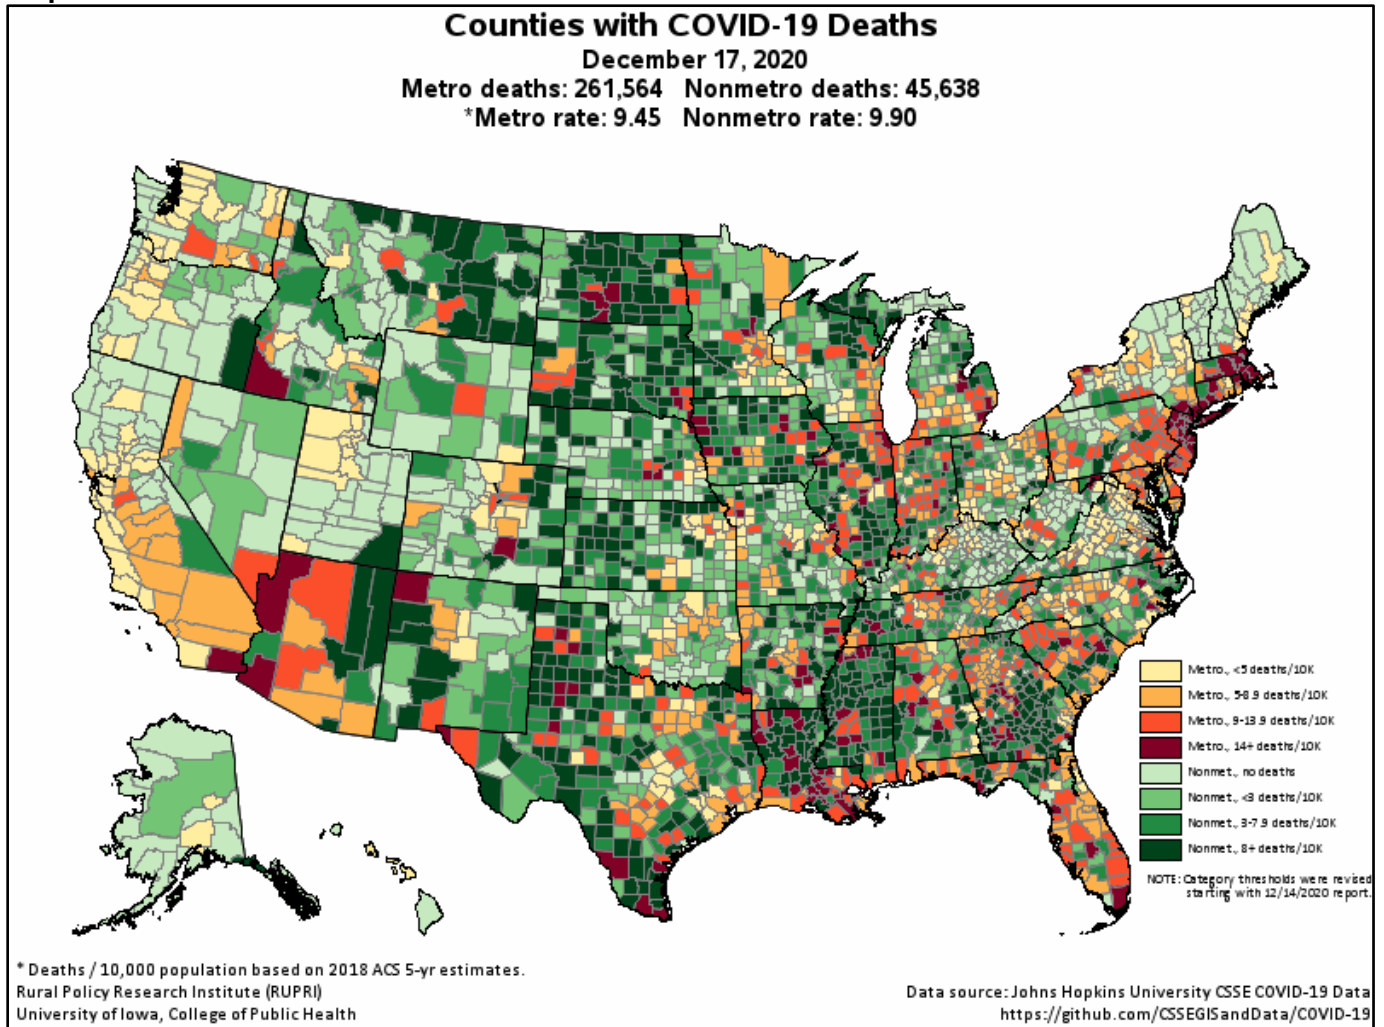 Counties with COVID-19 Deaths
December 17, 2020
Metro deaths: 261,564 Nonmetro deaths: 45,638
*Metro rate: 9.45 Nonmetro rate: 9.90
Metro., <5 deaths/10K
Metro., 5-8.9 deaths/10K
Metro., 9-13.9 deaths/10K
Metro., 14+ deaths/10K
Nonmet., no deaths
Nonmet., <3 deaths/10K
Nonmet., 3-7.9 deaths/10K
Nonmet., 8+ deaths/10K
NOTE: Category thresholds were revised
starting with 12/14/2020 report.
* Deaths / 10,000 population based on 2018 ACS 5-yr estimates.
Rural Policy Research Institute (RUPRI)
University of Iowa, College of Public Health
Data source: Johns Hopkins University CSSE COVID-19 Data
https://github.com/CSSEGISandData/COVID-19